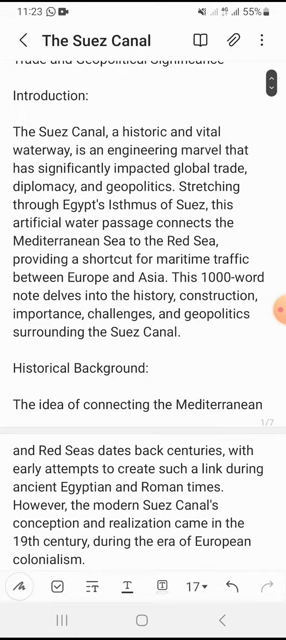 11:23 55%
The Suez Canal
Trade and Geopolitical Significance
Introduction:
The Suez Canal, a historic and vital
waterway, is an engineering marvel that
has significantly impacted global trade,
diplomacy, and geopolitics. Stretching
through Egypt's Isthmus of Suez, this
artificial water passage connects the
Mediterranean Sea to the Red Sea,
providing a shortcut for maritime traffic
between Europe and Asia. This 1000-word
note delves into the history, construction,
importance, challenges, and geopolitics
surrounding the Suez Canal.
Historical Background:
The idea of connecting the Mediterranean
1/7
and Red Seas dates back centuries, with
early attempts to create such a link during
ancient Egyptian and Roman times.
However, the modern Suez Canal's
conception and realization came in the
19th century, during the era of European
colonialism.
17